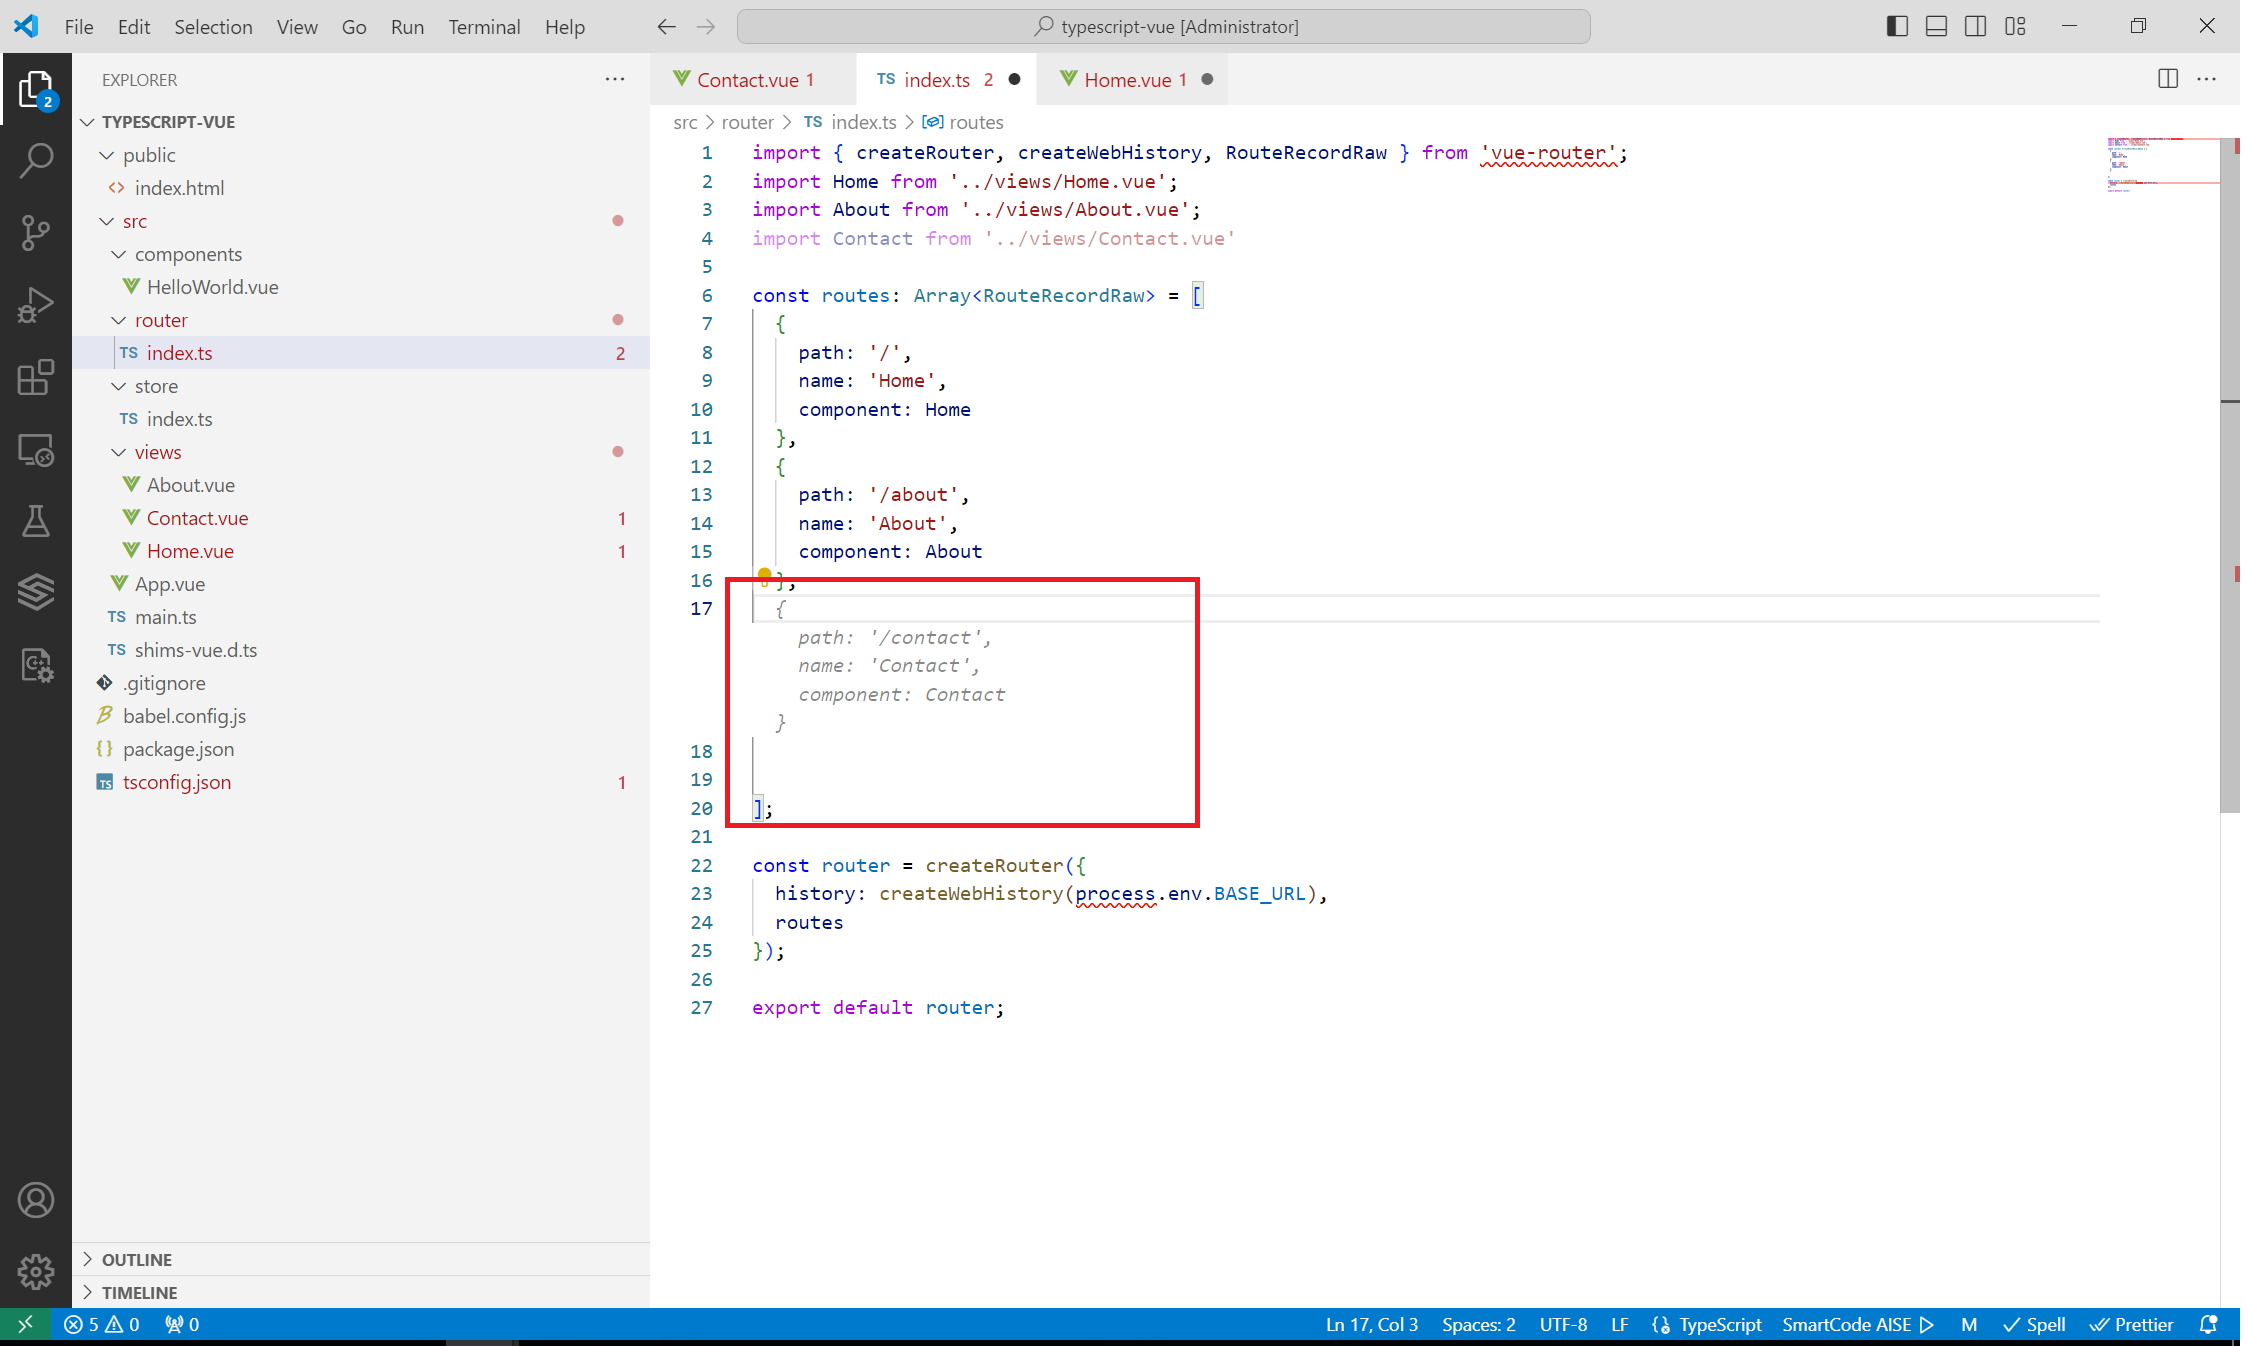 File Edit Selection View Go Run Terminal Help
typescript-vue [Administrator]
EXPLORER
TYPESCRIPT-VUE
public
index.html
src
components
HelloWorld.vue
router
TS index.ts 2
store
TS index.ts
views
About.vue
Contact.vue 1
Home.vue 1
App.vue
TS main.ts
TS shims-vue.d.ts
.gitignore
babel.config.js
package.json
tsconfig.json 1
OUTLINE
TIMELINE
Contact.vue 1
TS index.ts 2
Home.vue 1
src > router > TS index.ts > routes
1 import { createRouter, createWebHistory, RouteRecordRaw } from 'vue-router';
2 import Home from '../views/Home.vue';
3 import About from '../views/About.vue';
4 import Contact from '../views/Contact.vue'
5
6 const routes: Array<RouteRecordRaw> = [
7 {
8 path: '/',
9 name: 'Home',
10 component: Home
11 },
12 {
13 path: '/about',
14 name: 'About',
15 component: About
16 },
17 {
path: '/contact',
name: 'Contact',
component: Contact
}
18
19
20 ];
21
22 const router = createRouter({
23 history: createWebHistory(process.env.BASE_URL),
24 routes
25 });
26
27 export default router;
2
5 0 0
Ln 17, Col 3 Spaces: 2 UTF-8 LF TypeScript SmartCode AISE M Spell Prettier